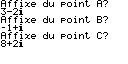 Affixe du point A?
3-2i
Affixe du point B?
-1+i
Affixe du point C?
8+2i